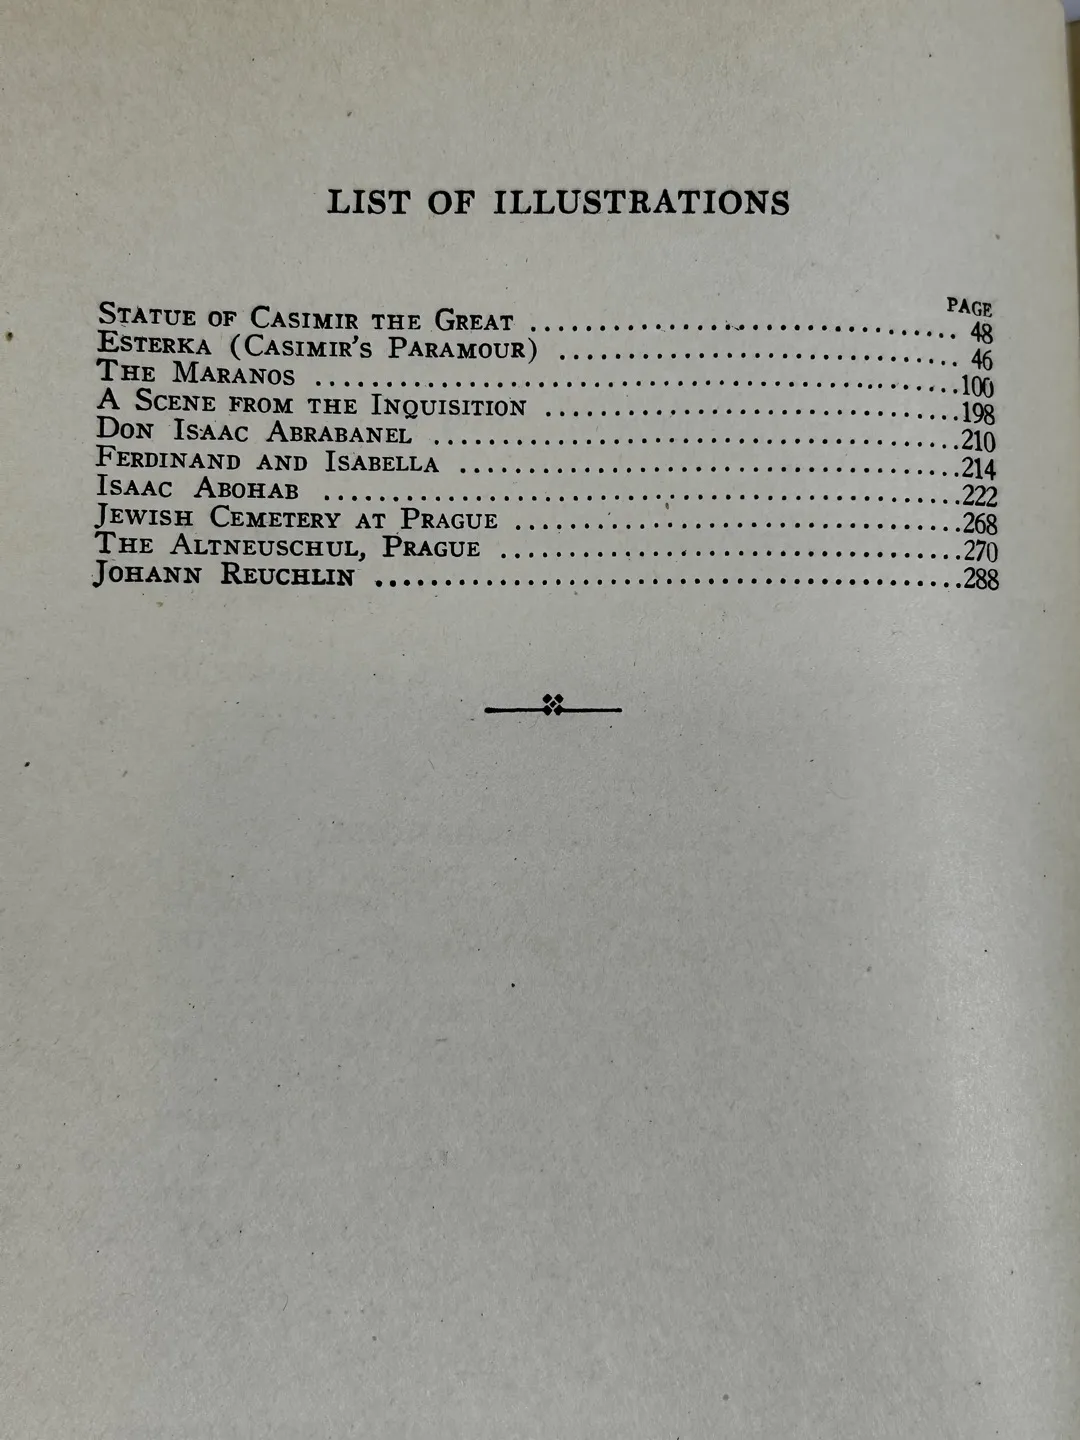 LIST OF ILLUSTRATIONS
PAGE
STATUE OF CASIMIR THE GREAT ........................................ 48
ESTERKA (CASIMIR'S PARAMOUR) ........................................ 46
THE MARANOS ........................................100
A SCENE FROM THE INQUISITION ........................................198
DON ISAAC ABRABANEL ........................................210
FERDINAND AND ISABELLA ........................................214
ISAAC ABOHAB ........................................222
JEWISH CEMETERY AT PRAGUE ........................................268
THE ALTNEUSCHUL, PRAGUE ........................................270
JOHANN REUCHLIN ........................................288